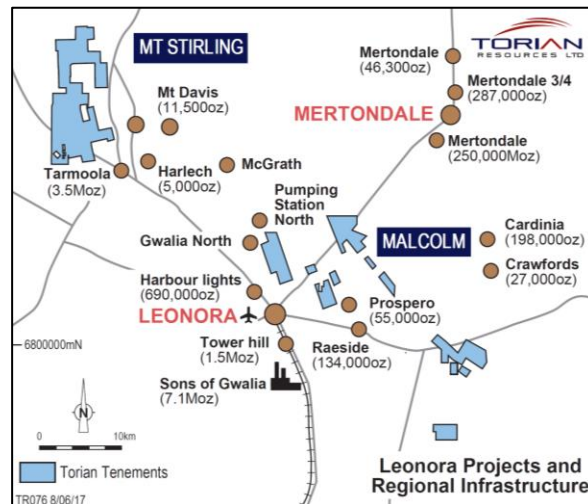 MT STIRLING
TORIAN
RESOURCES LTD
Mertondale
(46,300oz)
Mt Davis
(11,500oz)
Mertondale 3/4
(287,000oz)
MERTONDALE
Mertondale
(250,000Moz)
Tarmoola
(3.5Moz)
Harlech
(5,000oz)
McGrath
Pumping
Station
North
Gwalia North
MALCOLM
Cardinia
(198,000oz)
Crawfords
(27,000oz)
Harbour lights
(690,000oz)
LEONORA
Prospero
(55,000oz)
6800000mN
Tower hill
(1.5Moz)
Raeside
(134,000oz)
Sons of Gwalia
(7.1Moz)
N
0 10km
Torian Tenements
Leonora Projects and
Regional Infrastructure
TR076 8/06/17